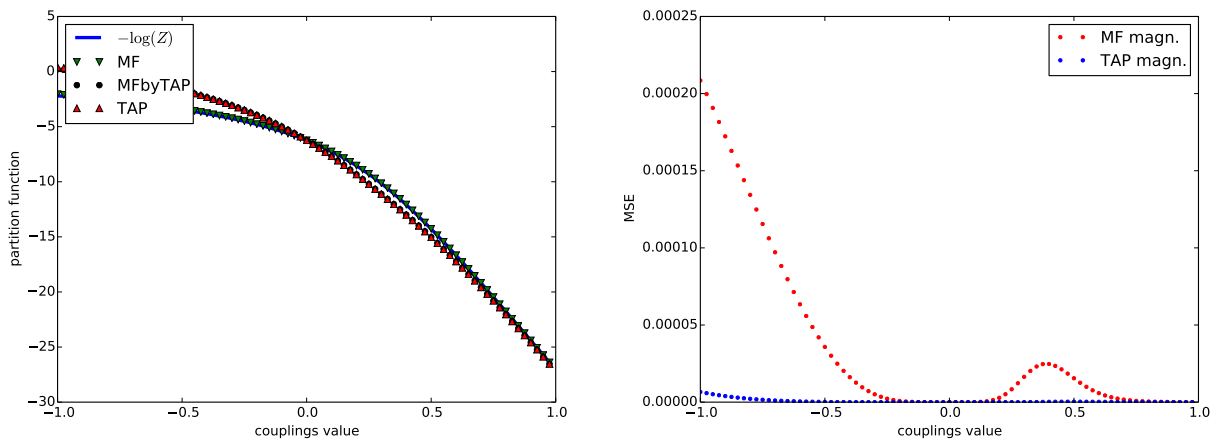 5
0
−5
−10
−15
−20
−25
−30
−1.0
−0.5
0.0
0.5
1.0
couplings value
partition function
−log(Z)
MF
MFbyTAP
TAP
0.00025
0.00020
0.00015
0.00010
0.00005
0.00000
−1.0
−0.5
0.0
0.5
1.0
couplings value
MSE
MF magn.
TAP magn.